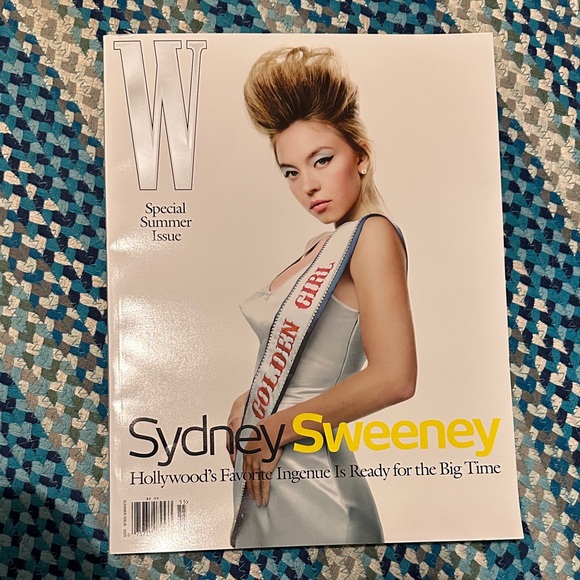 W
Special
Summer
Issue
GOLDEN GIRL
Sydney Sweeney
Hollywood's Favorite Ingenue Is Ready for the Big Time